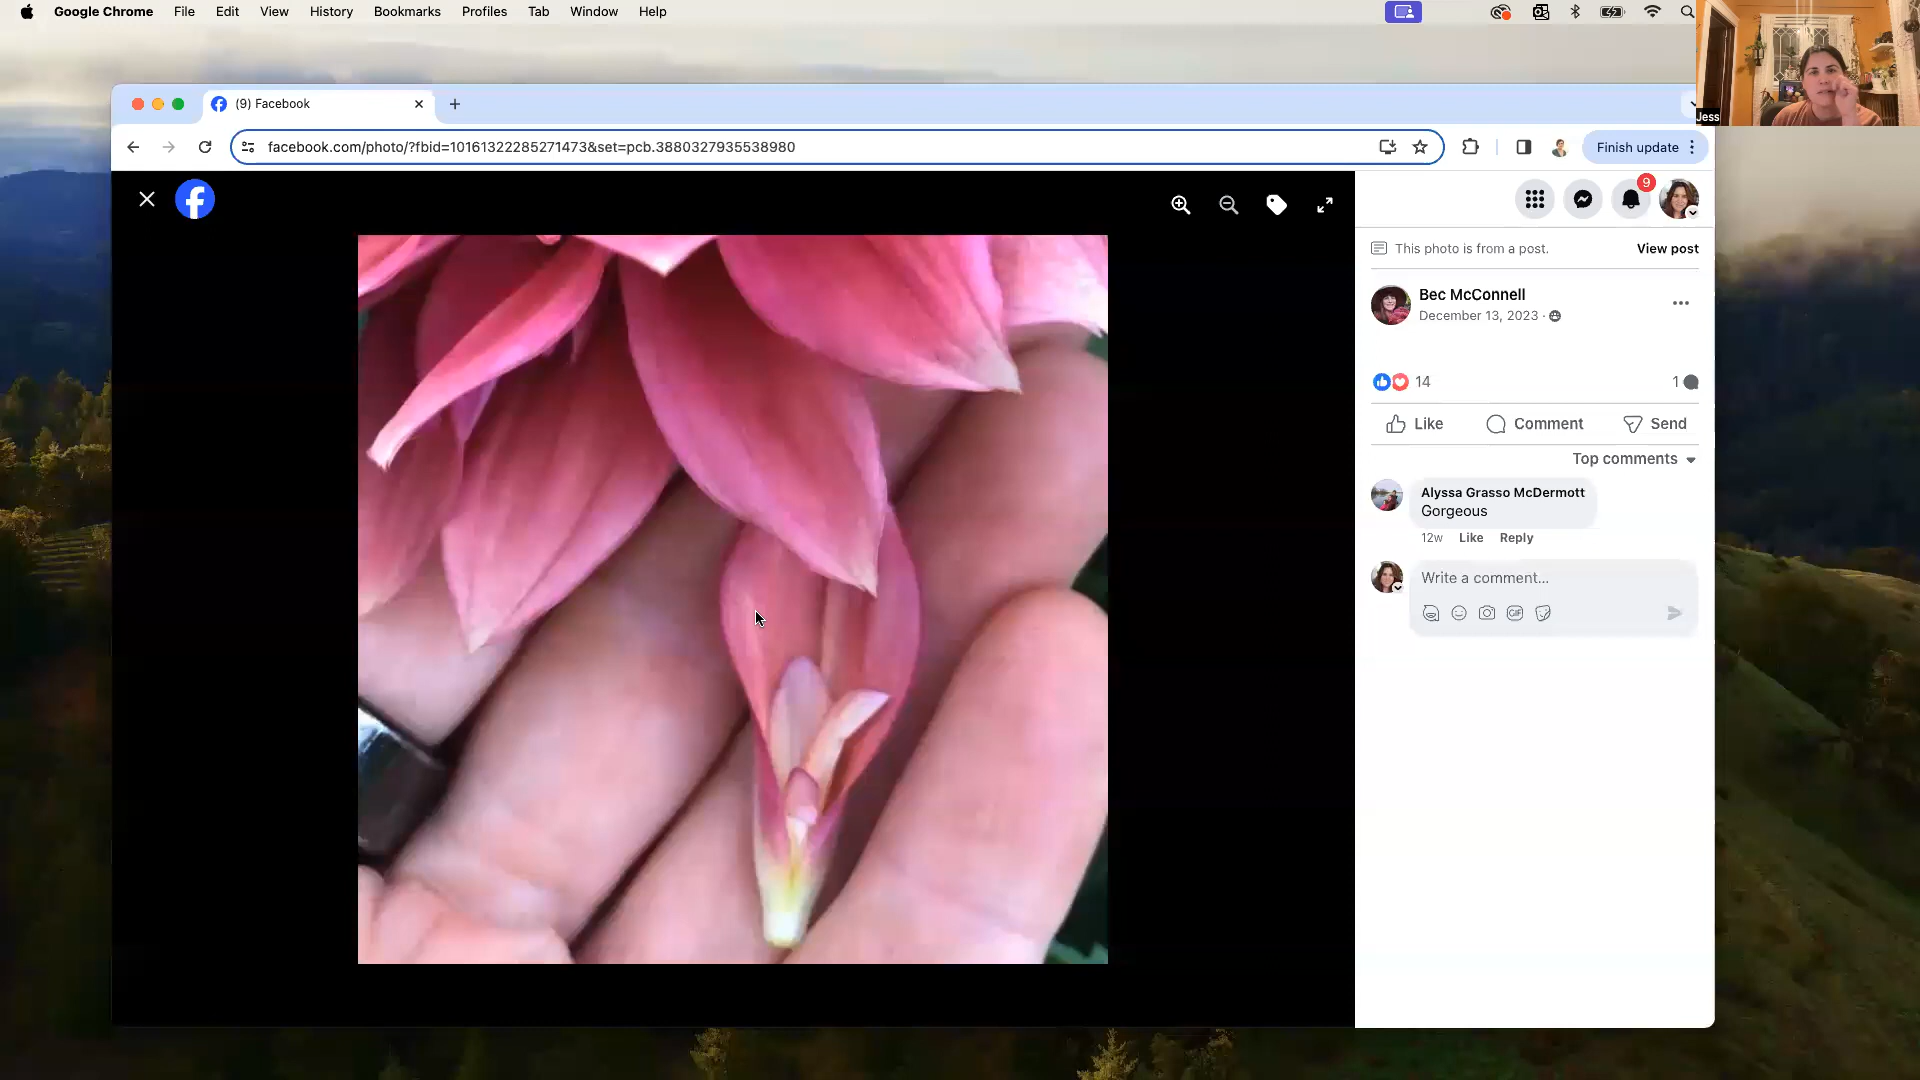 Google Chrome File Edit View History Bookmarks Profiles Tab Window Help
Jess
(9) Facebook
facebook.com/photo/?fbid=10161322285271473&set=pcb.3880327935538980
Finish update
9
This photo is from a post.
View post
Bec McConnell
December 13, 2023 ·
14
1
Like Comment Send
Top comments
Alyssa Grasso McDermott
Gorgeous
12w Like Reply
Write a comment...
GIF